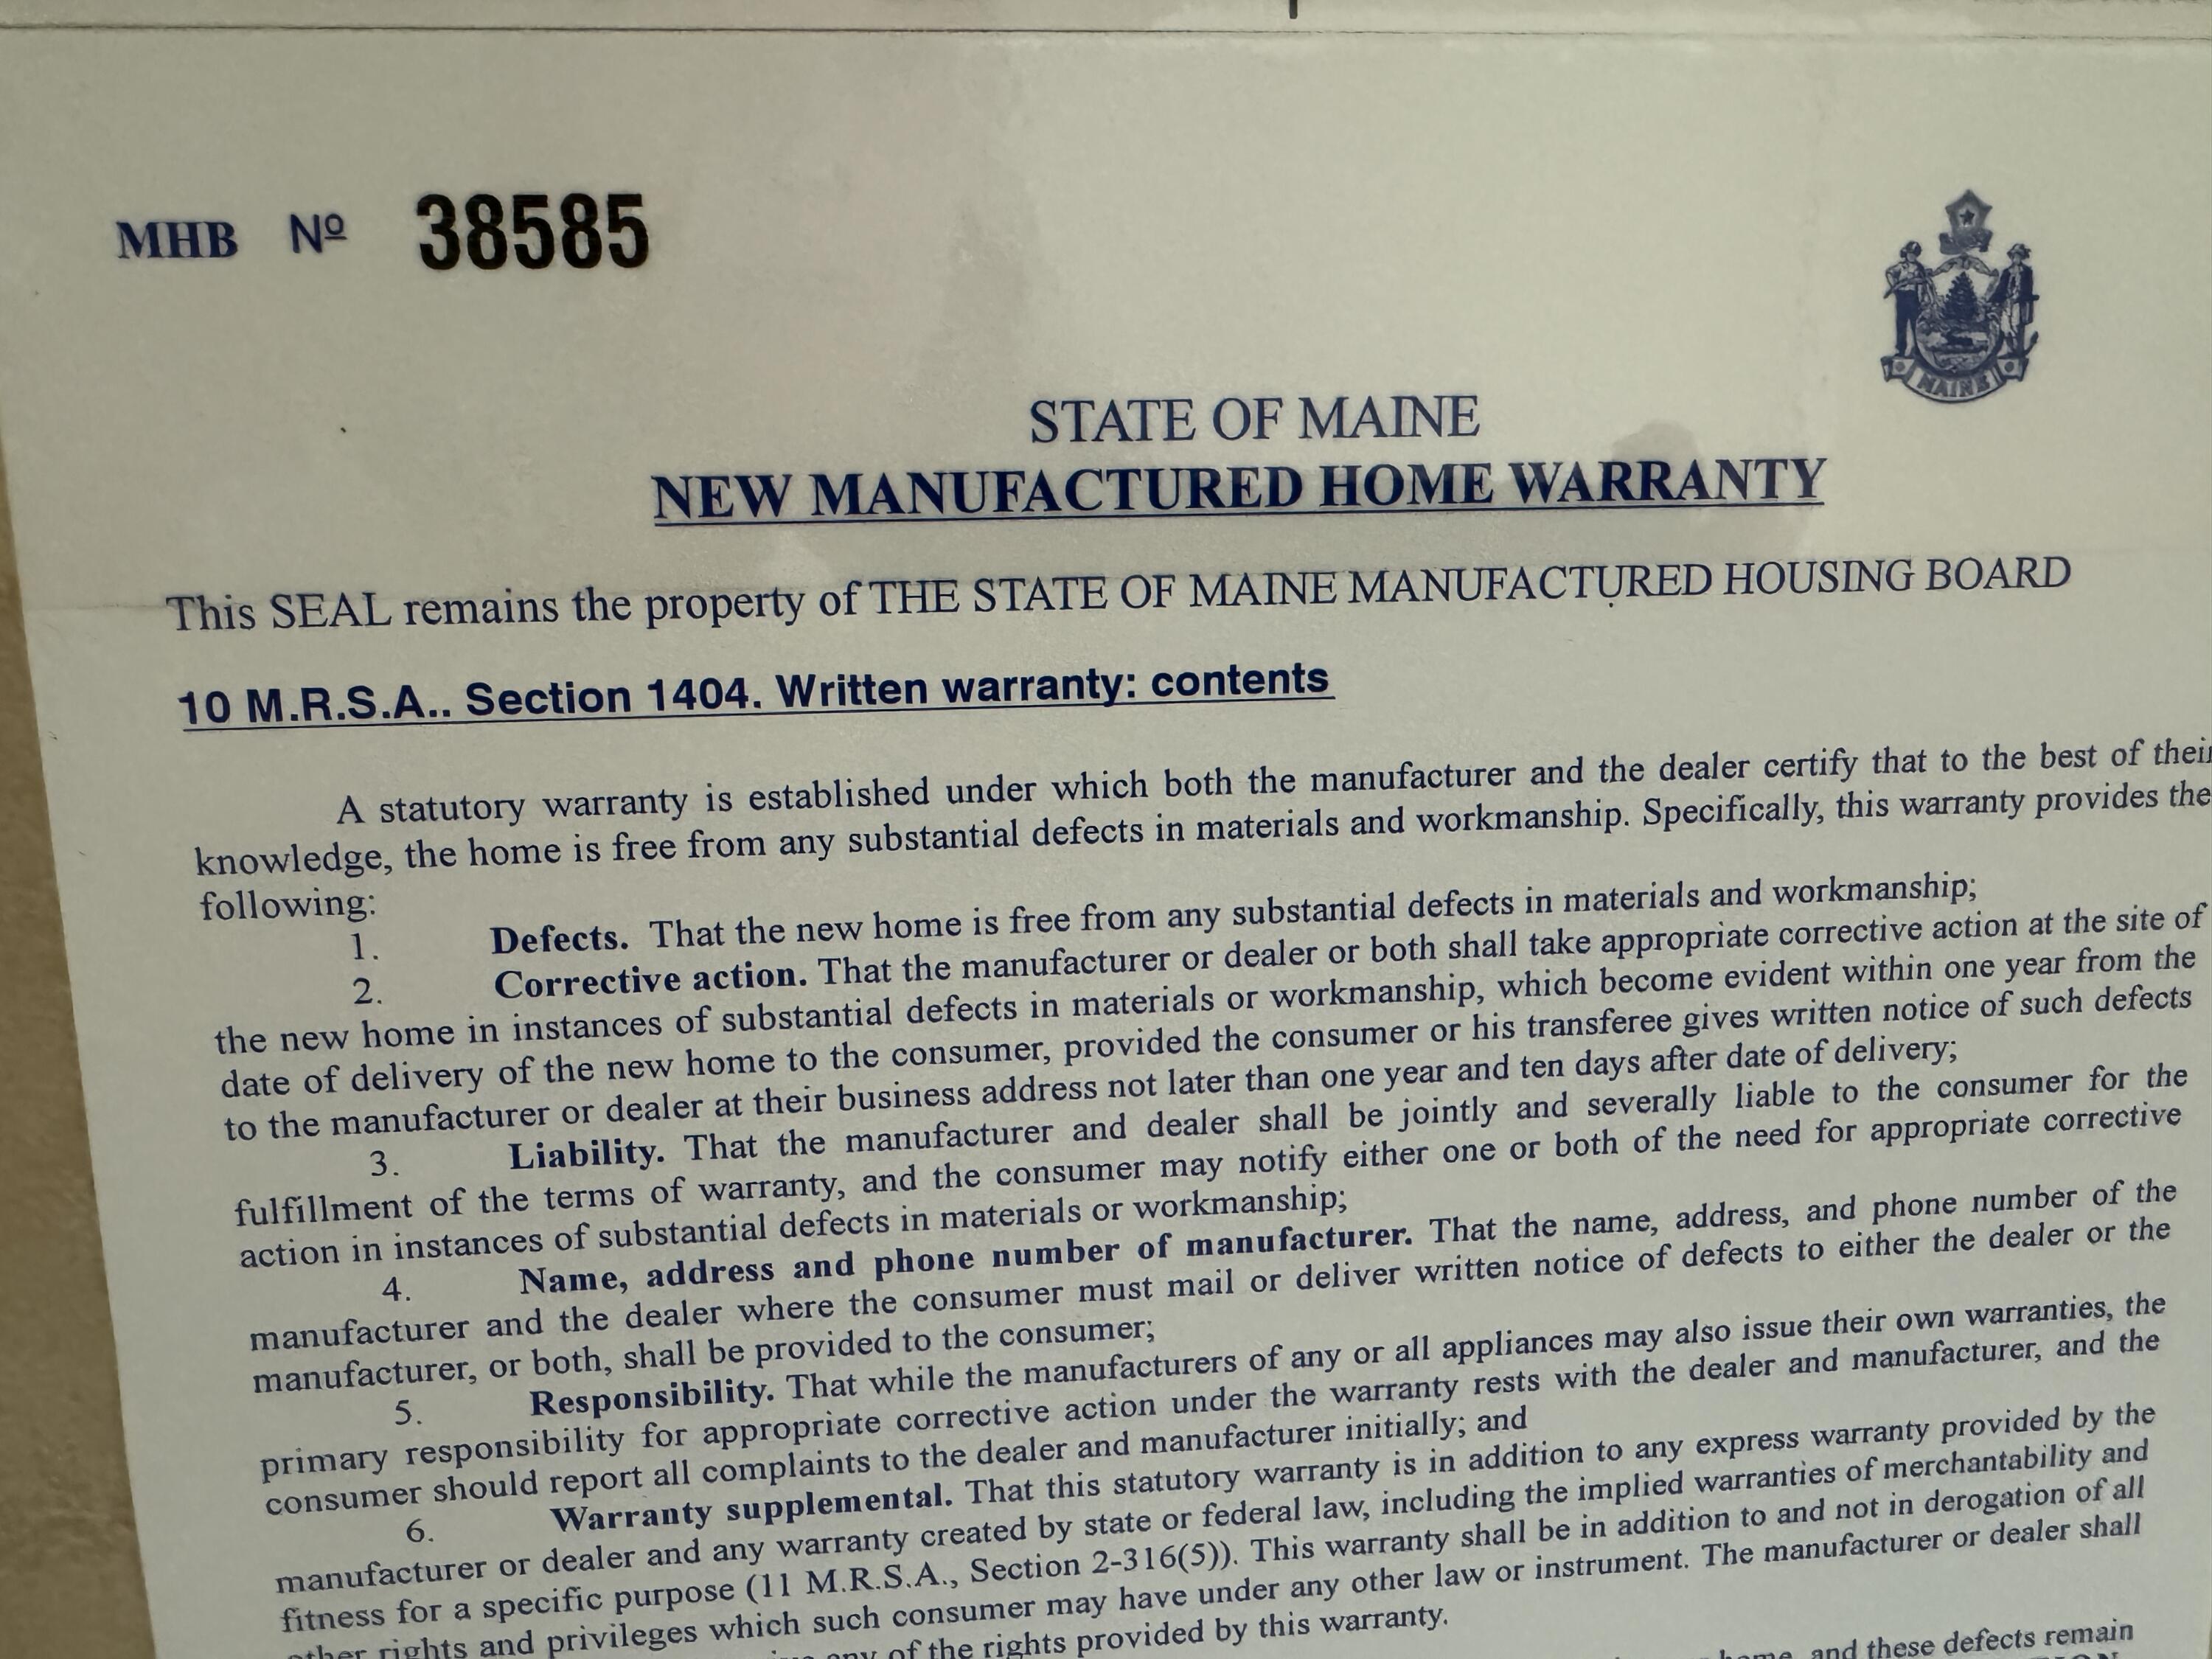 MHB Nº 38585
MAINE
STATE OF MAINE
NEW MANUFACTURED HOME WARRANTY
This SEAL remains the property of THE STATE OF MAINE MANUFACTURED HOUSING BOARD
10 M.R.S.A.. Section 1404. Written warranty: contents
A statutory warranty is established under which both the manufacturer and the dealer certify that to the best of their
knowledge, the home is free from any substantial defects in materials and workmanship. Specifically, this warranty provides the
following:
1. Defects. That the new home is free from any substantial defects in materials and workmanship;
2. Corrective action. That the manufacturer or dealer or both shall take appropriate corrective action at the site of
the new home in instances of substantial defects in materials or workmanship, which become evident within one year from the
date of delivery of the new home to the consumer, provided the consumer or his transferee gives written notice of such defects
to the manufacturer or dealer at their business address not later than one year and ten days after date of delivery;
3. Liability. That the manufacturer and dealer shall be jointly and severally liable to the consumer for the
fulfillment of the terms of warranty, and the consumer may notify either one or both of the need for appropriate corrective
action in instances of substantial defects in materials or workmanship;
4. Name, address and phone number of manufacturer. That the name, address, and phone number of the
manufacturer and the dealer where the consumer must mail or deliver written notice of defects to either the dealer or the
manufacturer, or both, shall be provided to the consumer;
5. Responsibility. That while the manufacturers of any or all appliances may also issue their own warranties, the
primary responsibility for appropriate corrective action under the warranty rests with the dealer and manufacturer, and the
consumer should report all complaints to the dealer and manufacturer initially; and
6. Warranty supplemental. That this statutory warranty is in addition to any express warranty provided by the
manufacturer or dealer and any warranty created by state or federal law, including the implied warranties of merchantability and
fitness for a specific purpose (11 M.R.S.A., Section 2-316(5)). This warranty shall be in addition to and not in derogation of all
other rights and privileges which such consumer may have under any other law or instrument. The manufacturer or dealer shall
any of the rights provided by this warranty.
home, and these defects remain